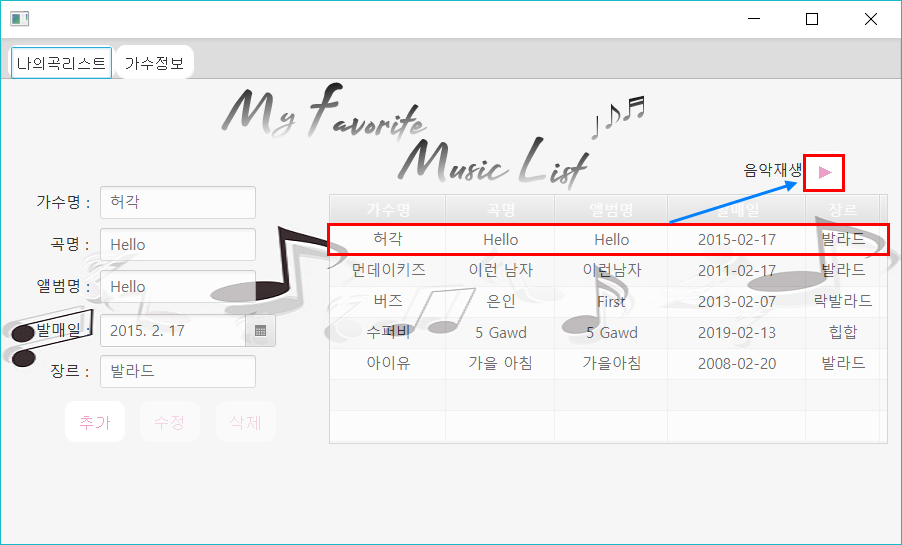 나의곡리스트 가수정보
My Favorite
Music List
음악재생
가수명 : 허각
곡명 : Hello
앨범명 : Hello
발매일 : 2015. 2. 17
장르 : 발라드
추가 수정 삭제
가수명 곡명 앨범명 발매일 장르
허각 Hello Hello 2015-02-17 발라드
먼데이키즈 이런 남자 이런남자 2011-02-17 발라드
버즈 은인 First 2013-02-07 락발라드
수퍼비 5 Gawd 5 Gawd 2019-02-13 힙합
아이유 가을 아침 가을아침 2008-02-20 발라드